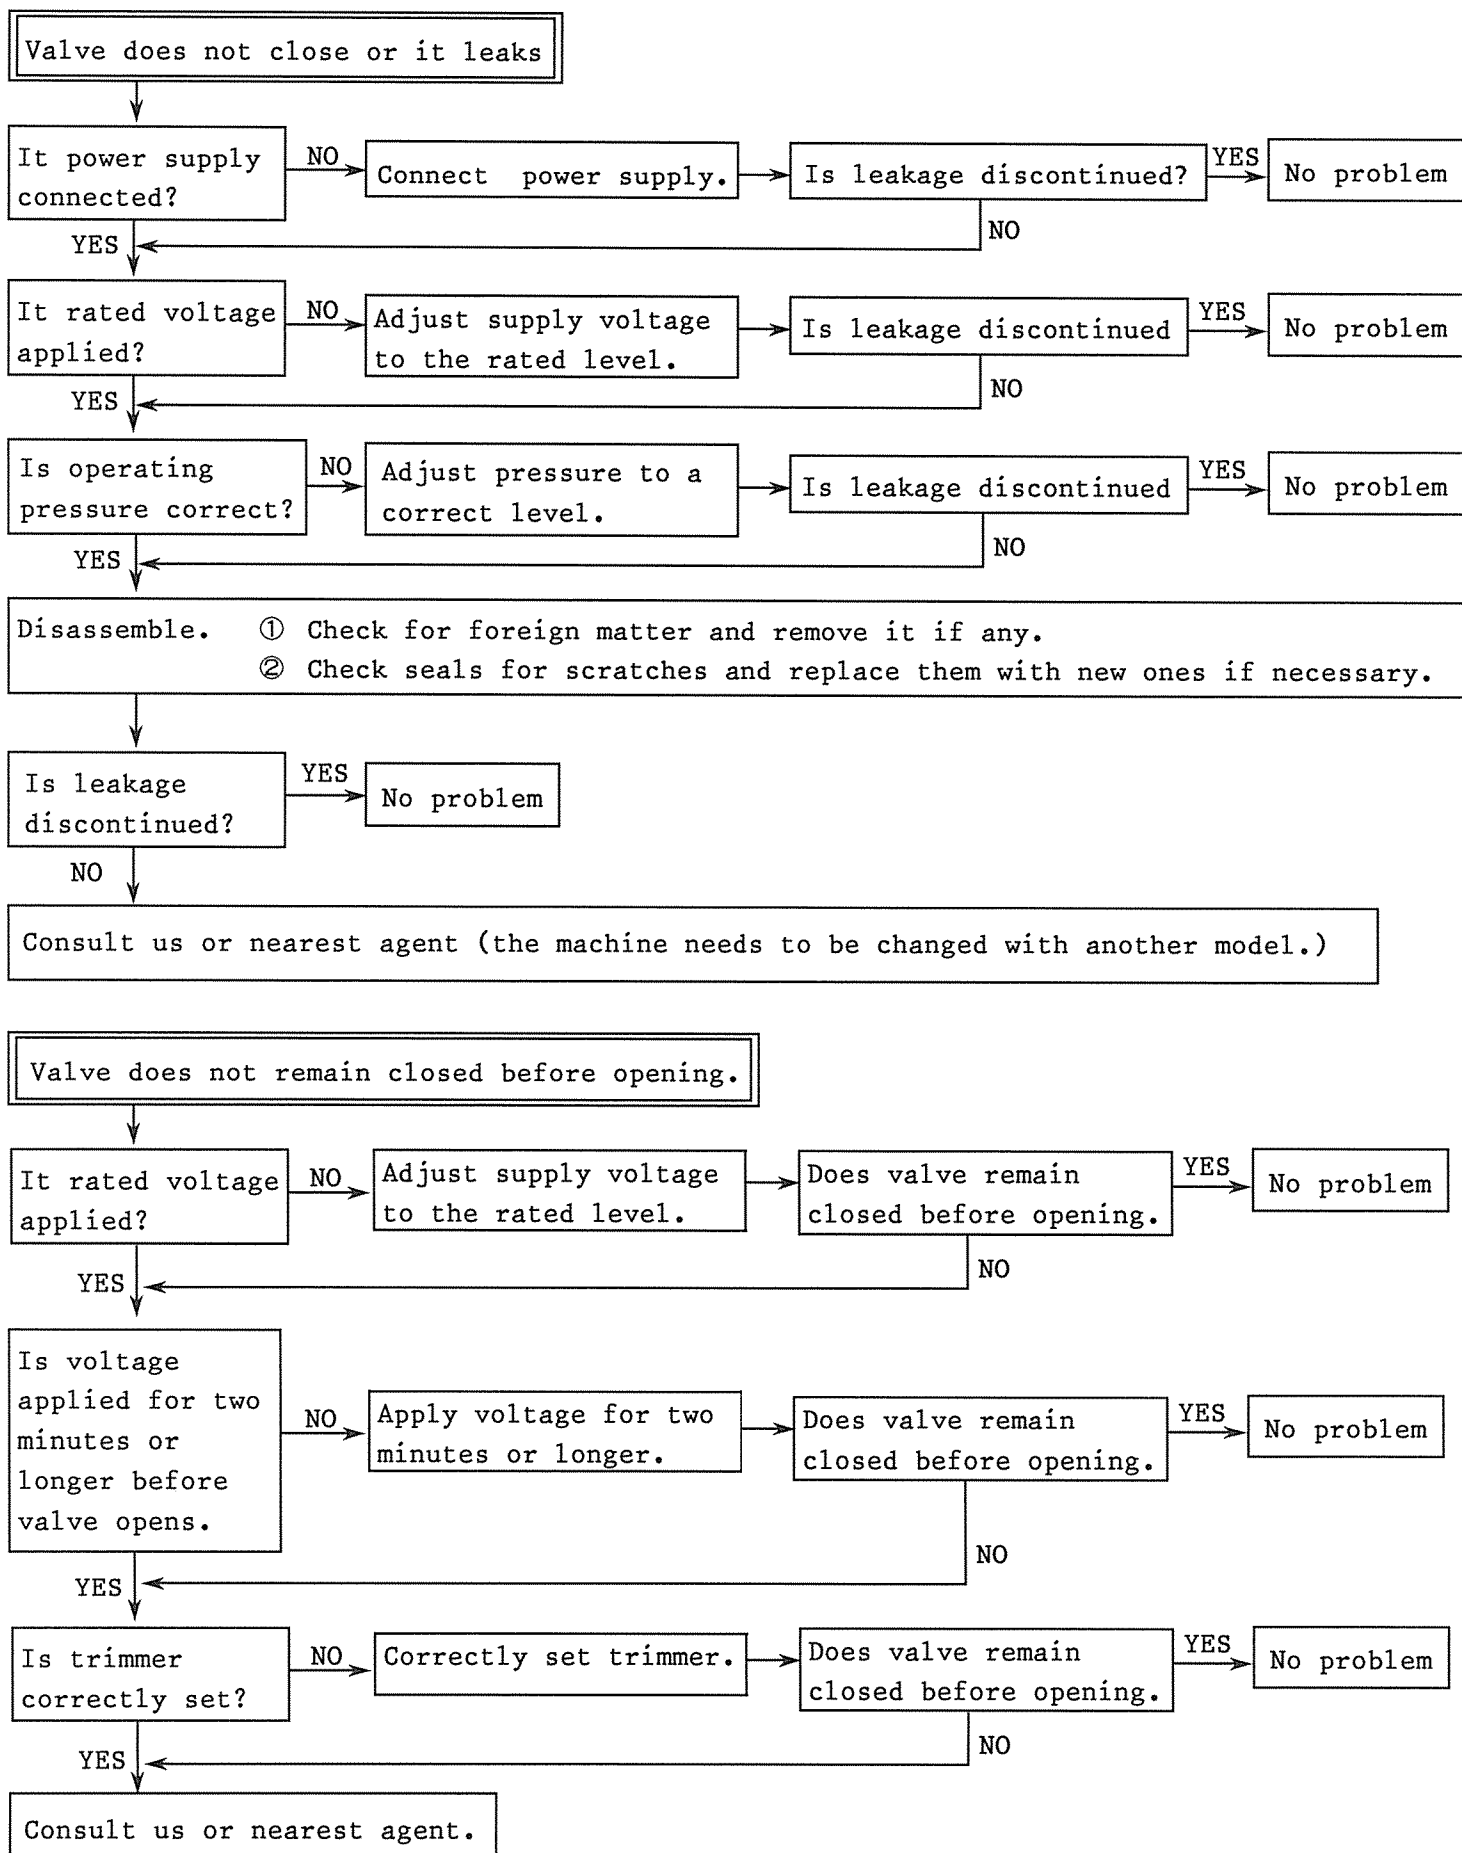 Valve does not close or it leaks
It power supply
connected?
NO
Connect power supply.
Is leakage discontinued?
YES
No problem
YES
NO
It rated voltage
applied?
NO
Adjust supply voltage
to the rated level.
Is leakage discontinued
YES
No problem
YES
NO
Is operating
pressure correct?
NO
Adjust pressure to a
correct level.
Is leakage discontinued
YES
No problem
YES
NO
Disassemble. ① Check for foreign matter and remove it if any.
② Check seals for scratches and replace them with new ones if necessary.
Is leakage
discontinued?
YES
No problem
NO
Consult us or nearest agent (the machine needs to be changed with another model.)
Valve does not remain closed before opening.
It rated voltage
applied?
NO
Adjust supply voltage
to the rated level.
Does valve remain
closed before opening.
YES
No problem
YES
NO
Is voltage
applied for two
minutes or
longer before
valve opens.
NO
Apply voltage for two
minutes or longer.
Does valve remain
closed before opening.
YES
No problem
YES
NO
Is trimmer
correctly set?
NO
Correctly set trimmer.
Does valve remain
closed before opening.
YES
No problem
YES
NO
Consult us or nearest agent.